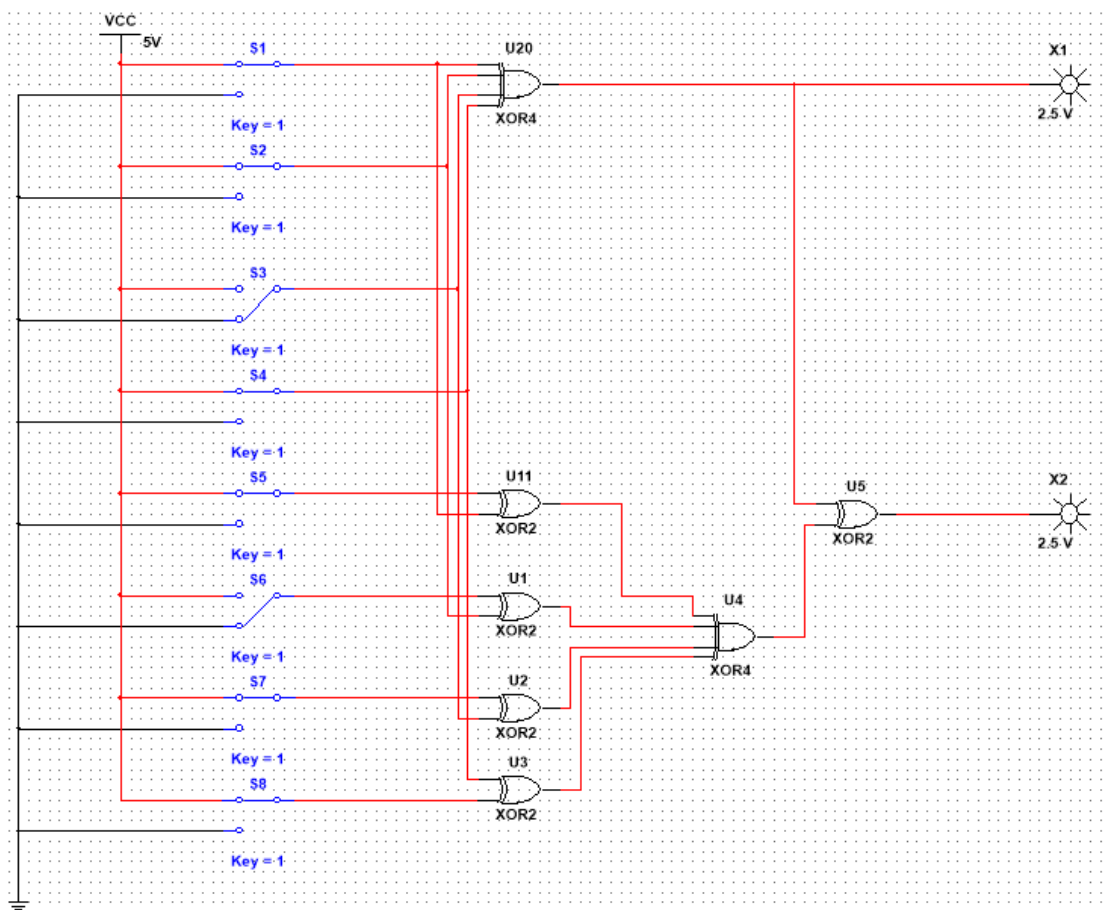 VCC
5V
S1
Key = 1
S2
Key = 1
S3
Key = 1
S4
Key = 1
S5
Key = 1
S6
Key = 1
S7
Key = 1
S8
Key = 1
U20
XOR4
U11
XOR2
U1
XOR2
U2
XOR2
U3
XOR2
U4
XOR4
U5
XOR2
X1
2.5 V
X2
2.5 V